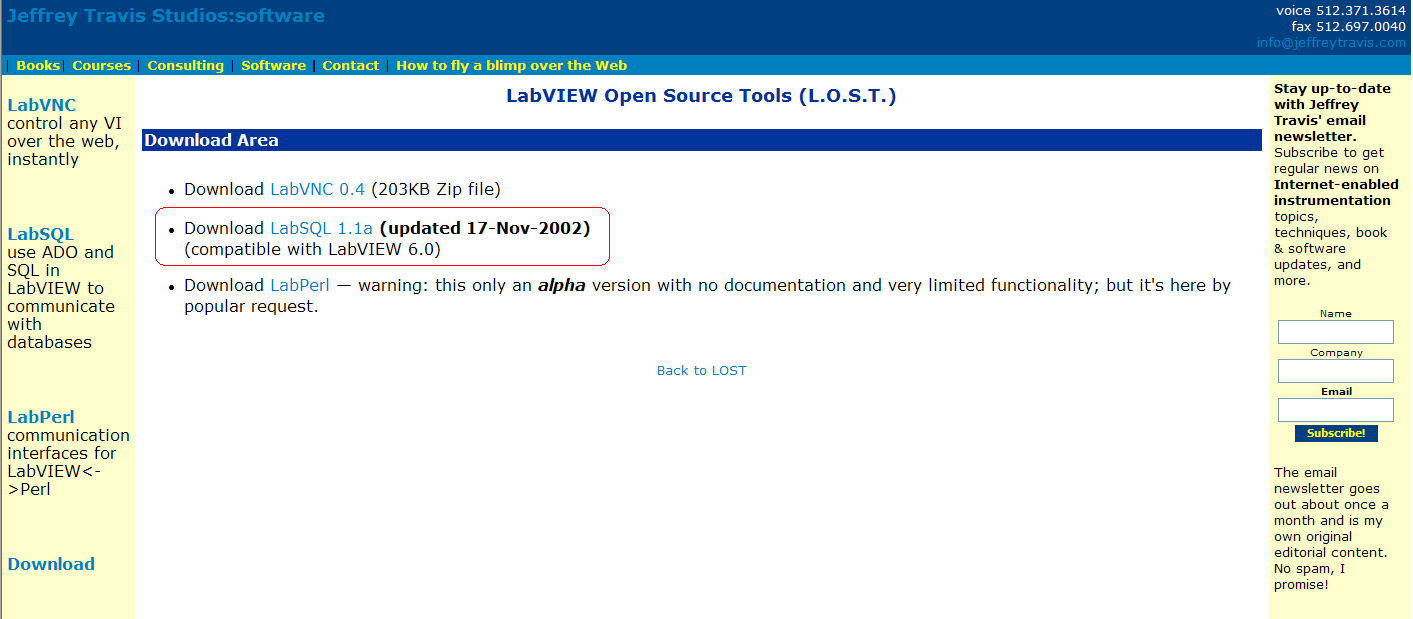 Jeffrey Travis Studios:software
voice 512.371.3614
fax 512.697.0040
info@jeffreytravis.com
| Books | Courses | Consulting | Software | Contact | How to fly a blimp over the Web
LabVNC
control any VI
over the web,
instantly
LabSQL
use ADO and
SQL in
LabVIEW to
communicate
with
databases
LabPerl
communication
interfaces for
LabVIEW<-
>Perl
Download
LabVIEW Open Source Tools (L.O.S.T.)
Download Area
• Download LabVNC 0.4 (203KB Zip file)
• Download LabSQL 1.1a (updated 17-Nov-2002)
(compatible with LabVIEW 6.0)
• Download LabPerl — warning: this only an alpha version with no documentation and very limited functionality; but it's here by
popular request.
Back to LOST
Stay up-to-date
with Jeffrey
Travis' email
newsletter.
Subscribe to get
regular news on
Internet-enabled
instrumentation
topics,
techniques, book
& software
updates, and
more.
Name
Company
Email
Subscribe!
The email
newsletter goes
out about once a
month and is my
own original
editorial content.
No spam, I
promise!